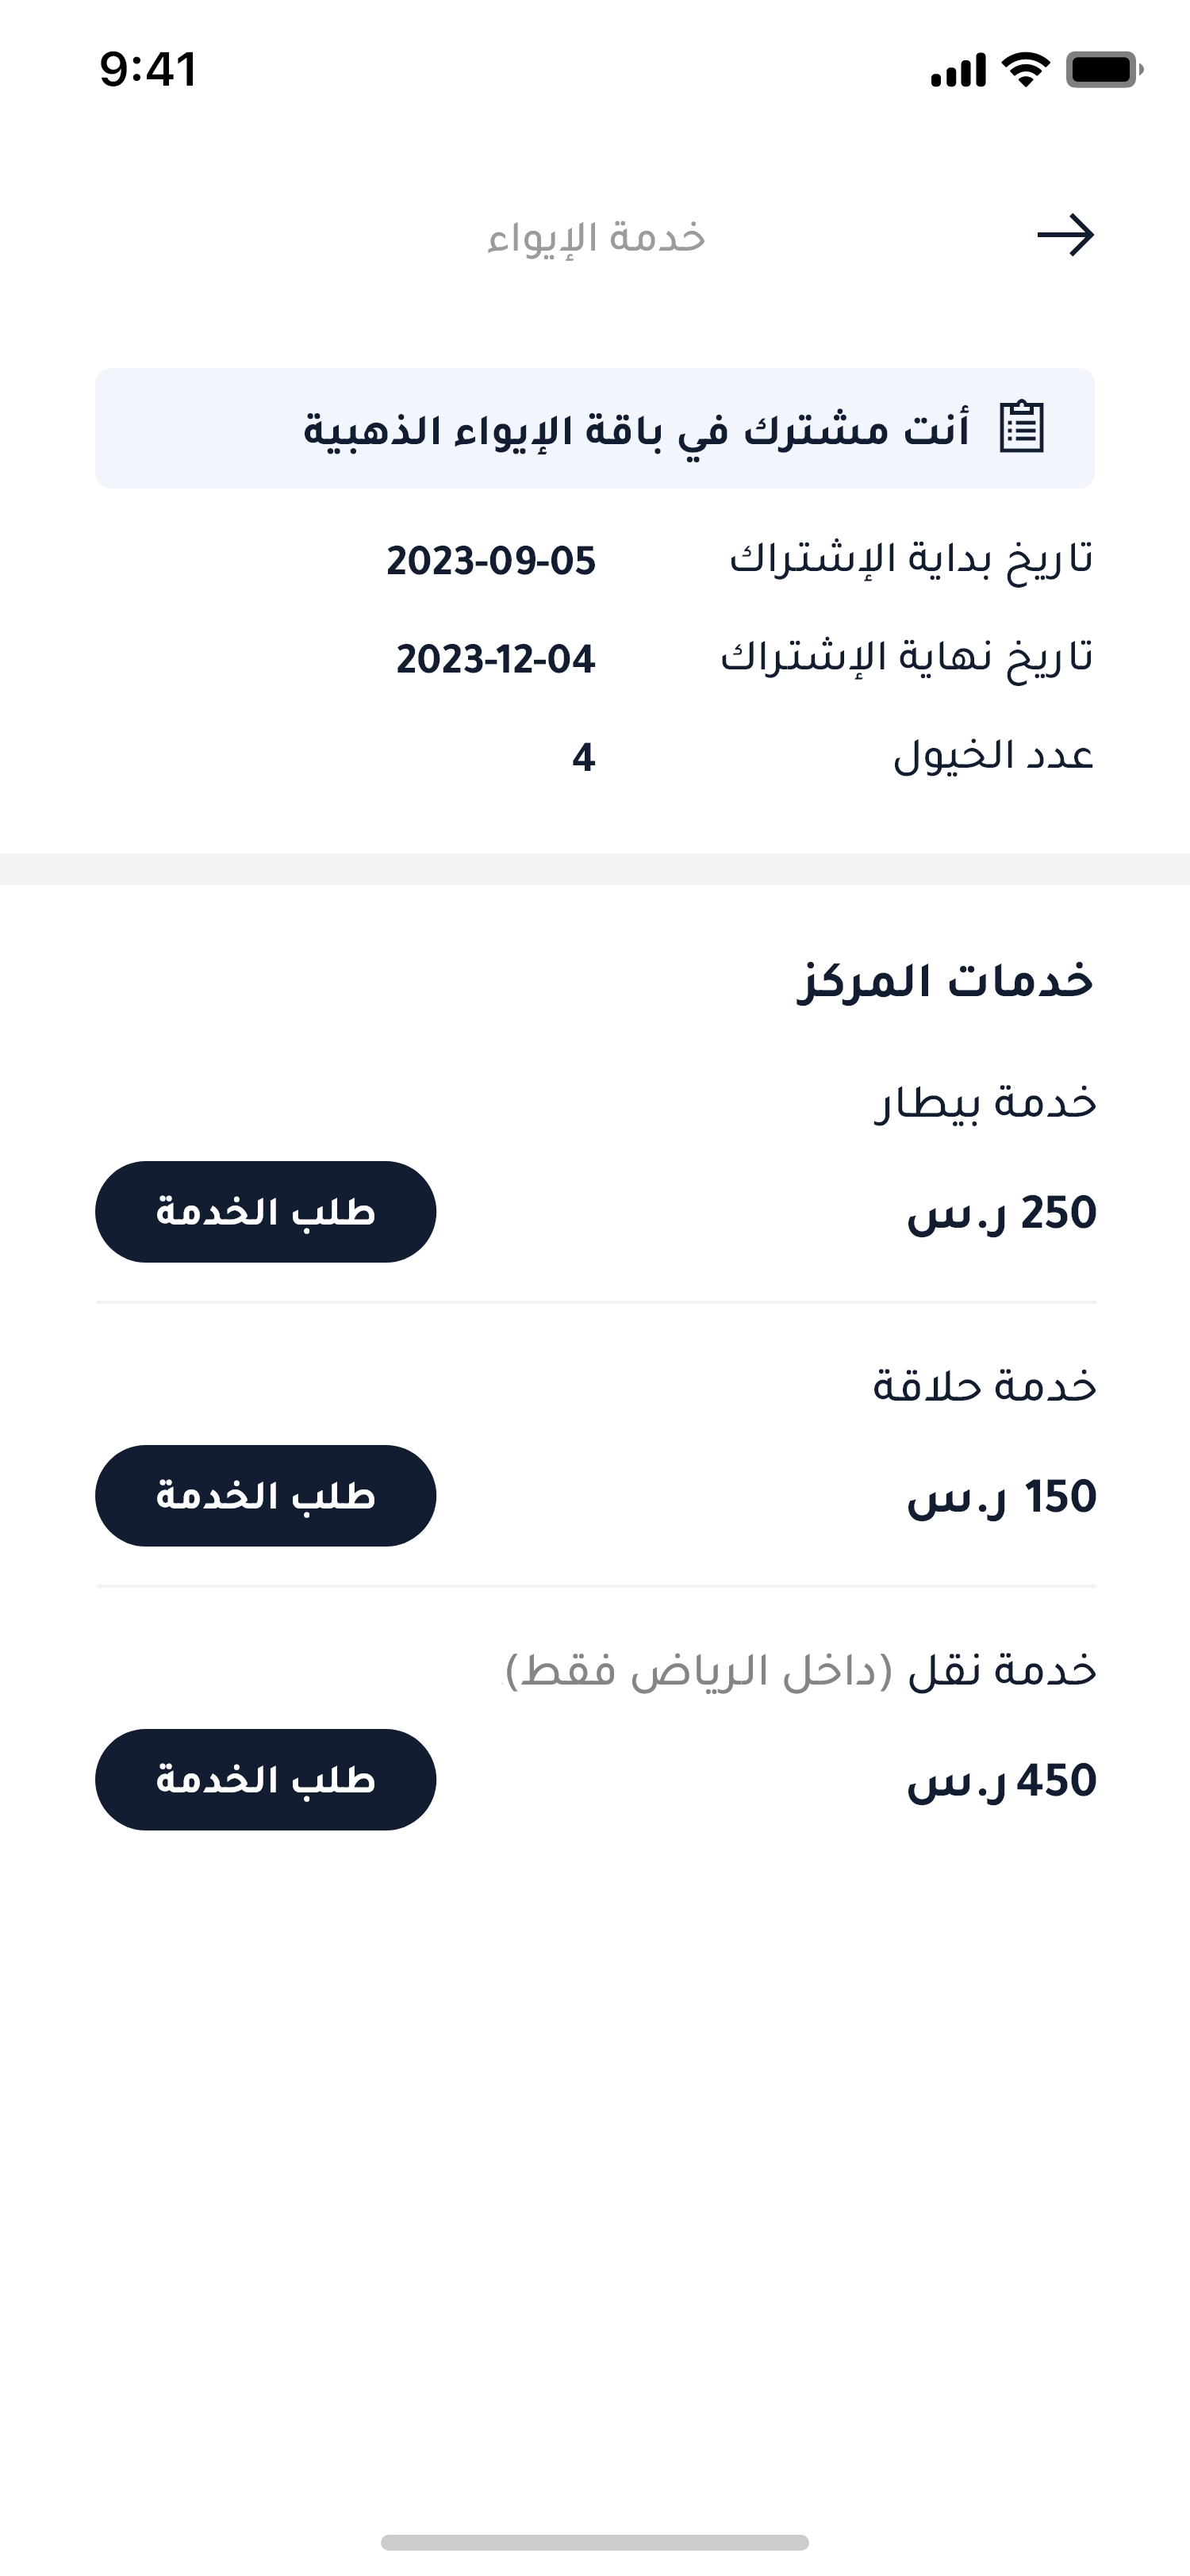 9:41
خدمة الإيواء
أنت مشترك في باقة الإيواء الذهبية
تاريخ بداية الإشتراك 2023-09-05
تاريخ نهاية الإشتراك 2023-12-04
عدد الخيول 4
خدمات المركز
خدمة بيطار
250 ر.س طلب الخدمة
خدمة حلاقة
150 ر.س طلب الخدمة
خدمة نقل (داخل الرياض فقط)
450 ر.س طلب الخدمة